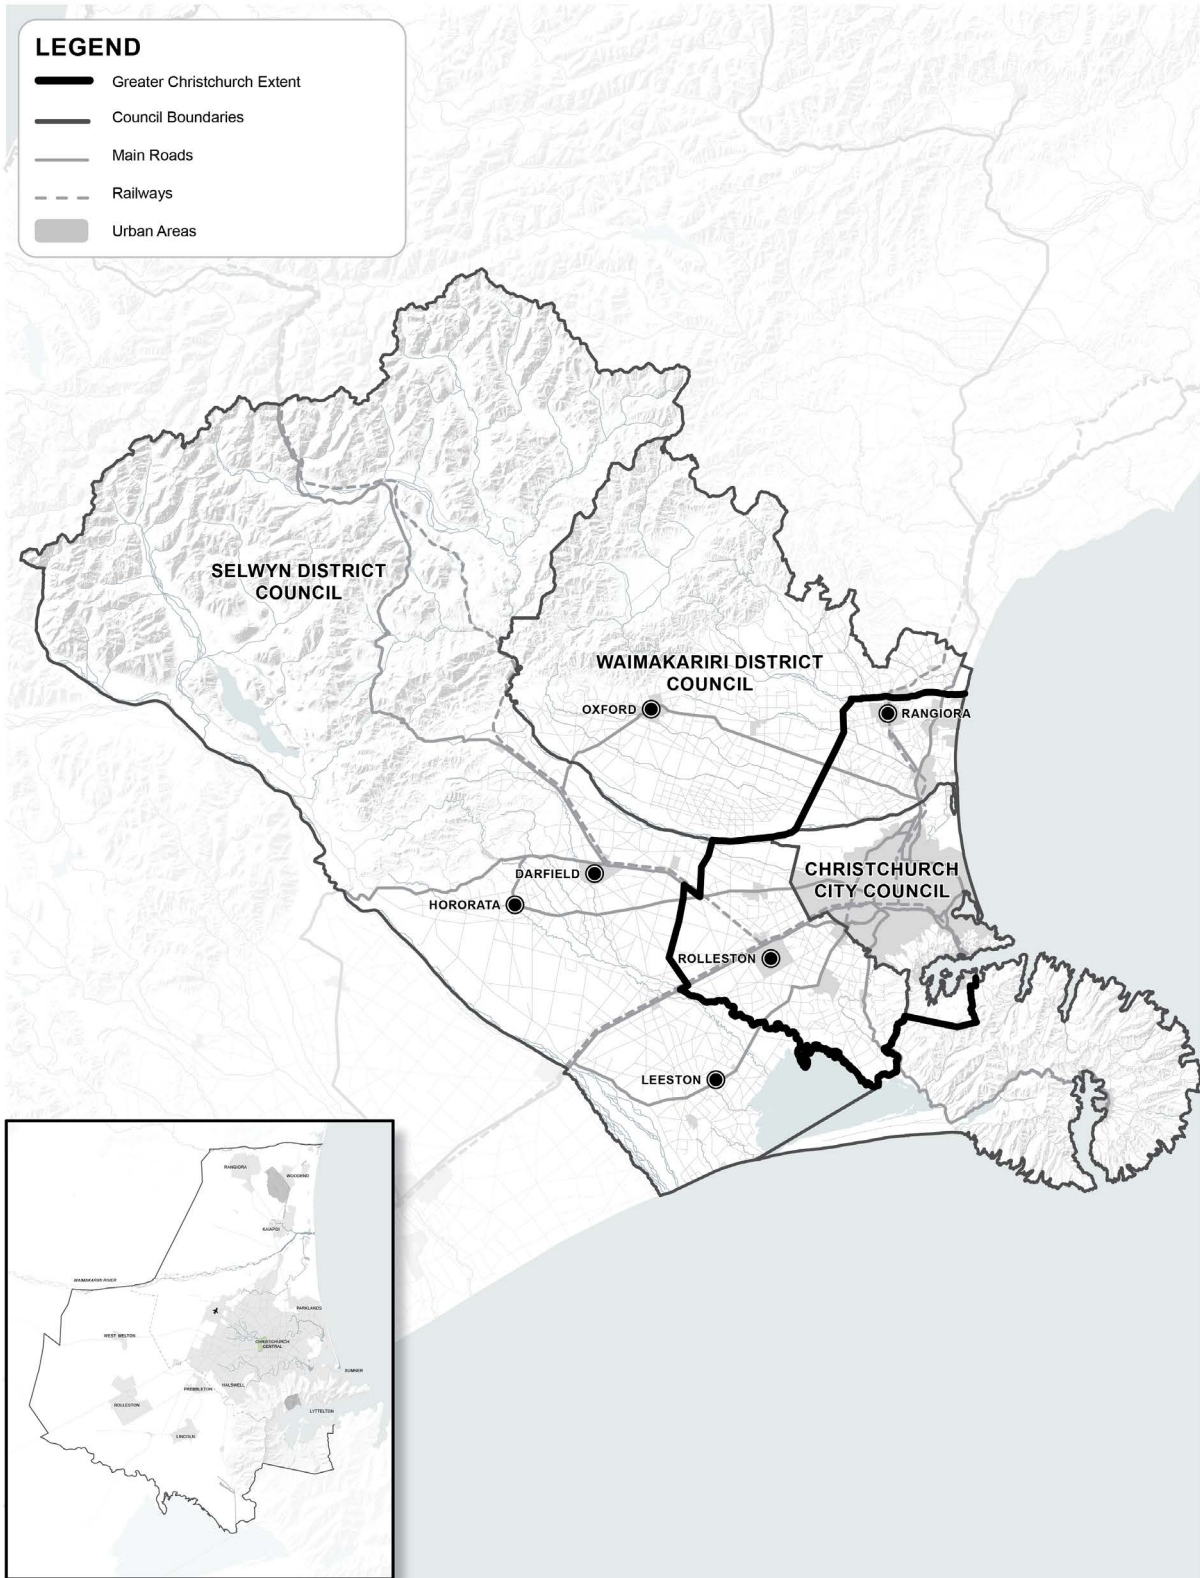 LEGEND
Greater Christchurch Extent
Council Boundaries
Main Roads
Railways
Urban Areas
SELWYN DISTRICT
COUNCIL
WAIMAKARIRI DISTRICT
COUNCIL
OXFORD
RANGIORA
CHRISTCHURCH
CITY COUNCIL
DARFIELD
HORORATA
ROLLESTON
LEESTON
RANGIORA
WOODEND
KAIAPOI
WAIMAKARIRI RIVER
PARKLANDS
WEST MELTON
CHRISTCHURCH
CENTRAL
SUMNER
PREBBLETON
HALSWELL
ROLLESTON
LYTTELTON
LINCOLN